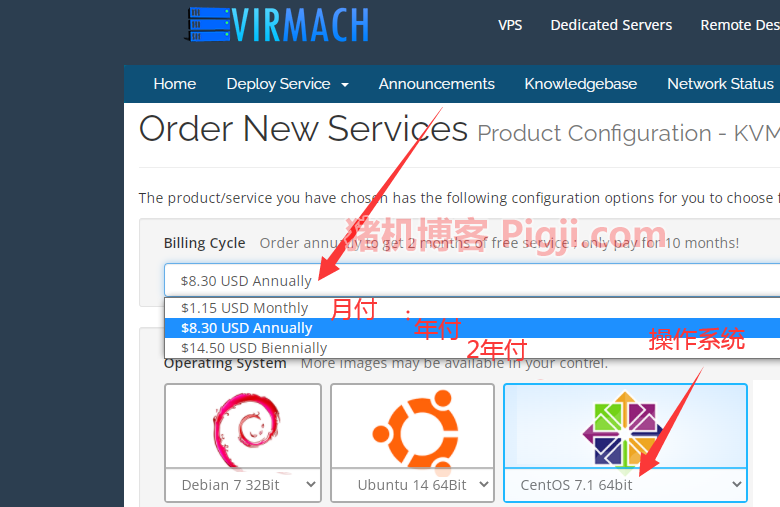 VIRMACH
VPS Dedicated Servers Remote Des
Home Deploy Service Announcements Knowledgebase Network Status
Order New Services Product Configuration - KVM
The product/service you have chosen has the following configuration options for you to choose f
猪机博客 Pigji.com
Billing Cycle Order annually to get 2 months of free service : only pay for 10 months!
$8.30 USD Annually
$1.15 USD Monthly 月付
$8.30 USD Annually 年付
$14.50 USD Biennially 2年付
操作系统
Operating System More images may be available in your control.
Debian 7 32Bit Ubuntu 14 64Bit CentOS 7.1 64bit